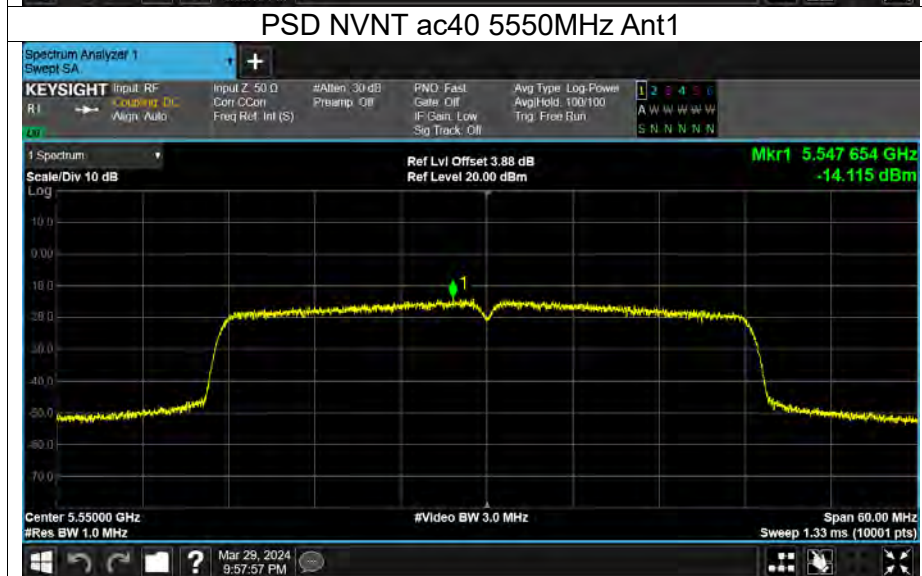 PSD NVNT ac40 5550MHz Ant1
Spectrum Analyzer 1
Swept SA
+
KEYSIGHT Input: RF Input Z: 50 Ω #Atten: 30 dB PNO: Fast Avg Type: Log-Power 1 2 3 4 5 6
Coupling: DC Corr CCorr Preamp: Off Gate: Off Avg|Hold: 100/100 A W W W W W
Align: Auto Freq Ref: Int (S) IF Gain: Low Trig: Free Run
Sig Track: Off S N N N N N
1 Spectrum Ref Lvl Offset 3.88 dB Mkr1 5.547 654 GHz
Scale/Div 10 dB Ref Level 20.00 dBm -14.115 dBm
Log
10.0
0.00
1
-40.0
-50.0
-60.0
-70.0
Center 5.55000 GHz #Video BW 3.0 MHz Span 60.00 MHz
#Res BW 1.0 MHz Sweep 1.33 ms (10001 pts)
? Mar 29, 2024
9:57:57 PM